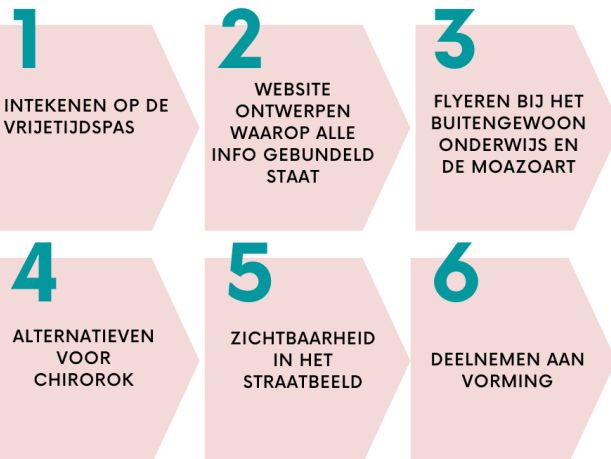 1
INTEKENEN OP DE
VRIJETIJDSPAS
2
WEBSITE
ONTWERPEN
WAAROP ALLE
INFO GEBUNDELD
STAAT
3
FLYEREN BIJ HET
BUITENGEWOON
ONDERWIJS EN
DE MOAZOART
4
ALTERNATIEVEN
VOOR
CHIROROK
5
ZICHTBAARHEID
IN HET
STRAATBEELD
6
DEELNEMEN AAN
VORMING